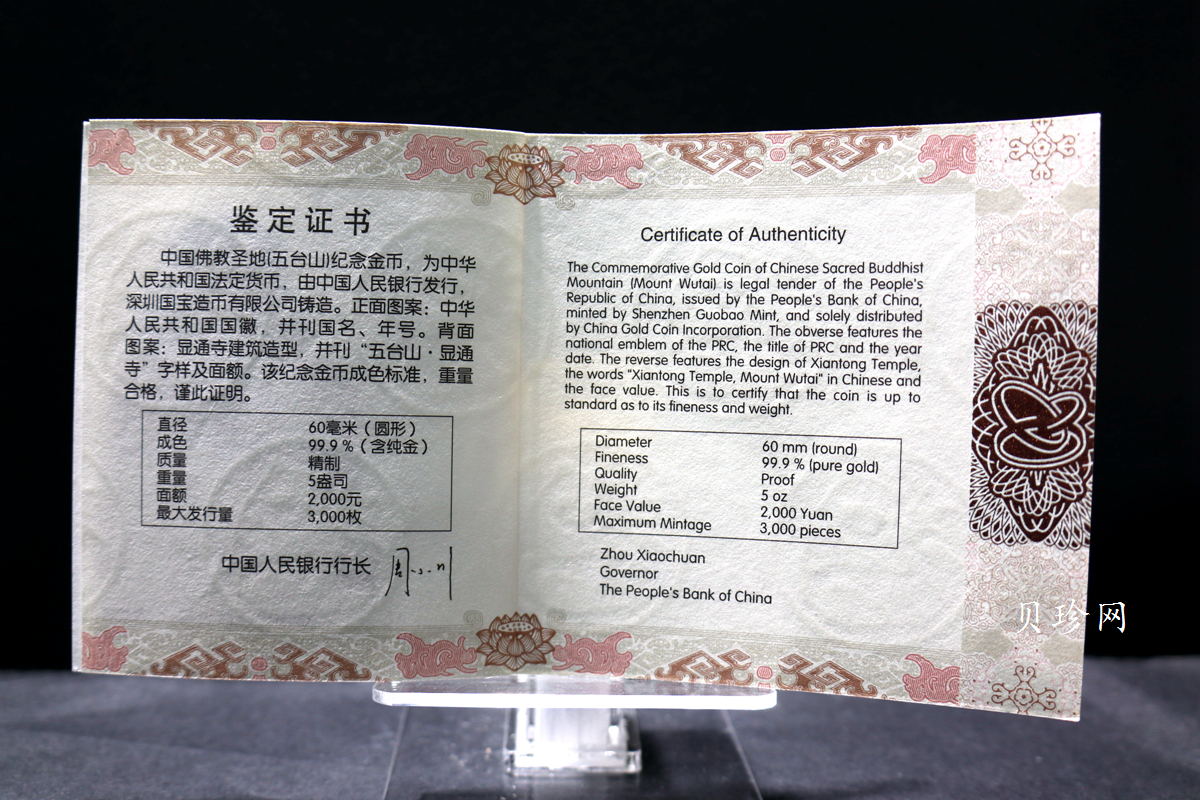 鉴定证书
中国佛教圣地(五台山)纪念金币，为中华
人民共和国法定货币，由中国人民银行发行，
深圳国宝造币有限公司铸造。正面图案：中华
人民共和国国徽，并刊国名、年号。背面
图案：显通寺建筑造型，并刊“五台山·显通
寺”字样及面额。该纪念金币成色标准，重量
合格，谨此证明。
直径 60毫米（圆形）
成色 99.9%（含纯金）
质量 精制
重量 5盎司
面额 2,000元
最大发行量 3,000枚
中国人民银行行长 周小川
Certificate of Authenticity
The Commemorative Gold Coin of Chinese Sacred Buddhist
Mountain (Mount Wutai) is legal tender of the People's
Republic of China, issued by the People's Bank of China,
minted by Shenzhen Guobao Mint, and solely distributed
by China Gold Coin Incorporation. The obverse features the
national emblem of the PRC, the title of PRC and the year
date. The reverse features the design of Xiantong Temple,
the words "Xiantong Temple, Mount Wutai" in Chinese and
the face value. This is to certify that the coin is up to
standard as to its fineness and weight.
Diameter 60 mm (round)
Fineness 99.9 % (pure gold)
Quality Proof
Weight 5 oz
Face Value 2,000 Yuan
Maximum Mintage 3,000 pieces
Zhou Xiaochuan
Governor
The People's Bank of China
贝珍网